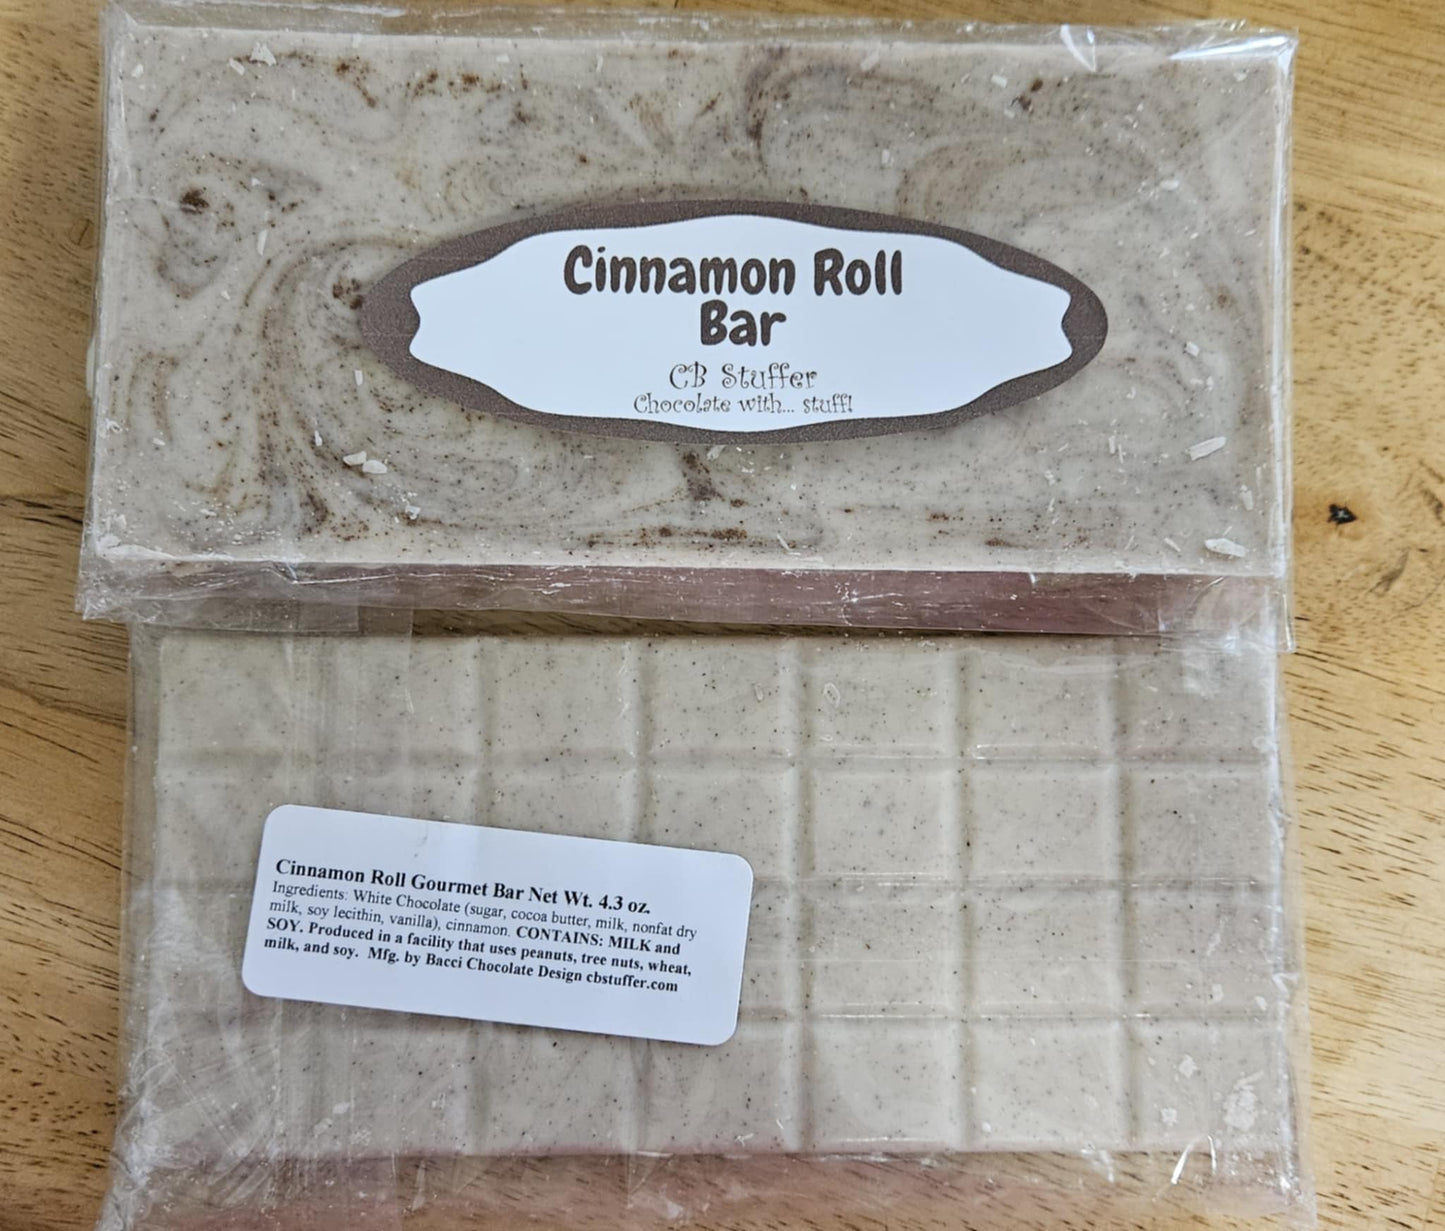 Cinnamon Roll
Bar
CB Stuffer
Chocolate with... stuff!
Cinnamon Roll Gourmet Bar Net Wt. 4.3 oz.
Ingredients: White Chocolate (sugar, cocoa butter, milk, nonfat dry
milk, soy lecithin, vanilla), cinnamon. CONTAINS: MILK and
SOY. Produced in a facility that uses peanuts, tree nuts, wheat,
milk, and soy. Mfg. by Bacci Chocolate Design cbstuffer.com